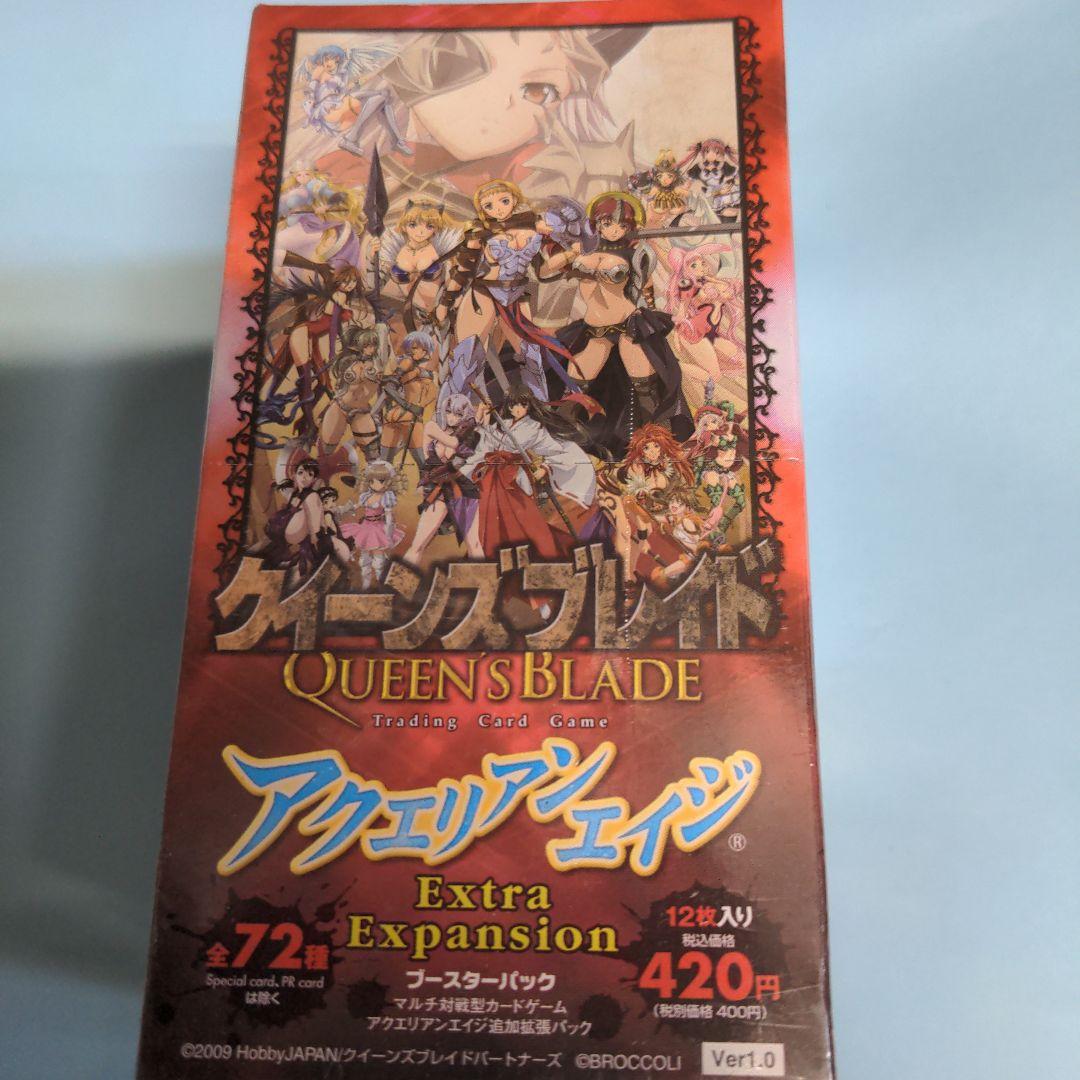 クイーンズブレイド
QUEEN'S BLADE
Trading Card Game
アクエリアンエイジ®
Extra
Expansion
全72種
Special card、PR card
は除く
ブースターパック
マルチ対戦型カードゲーム
アクエリアンエイジ追加拡張パック
12枚入り
税込価格
420円
(税別価格 400円)
©2009 HobbyJAPAN/クイーンズブレイドパートナーズ ©BROCCOLI Ver1.0